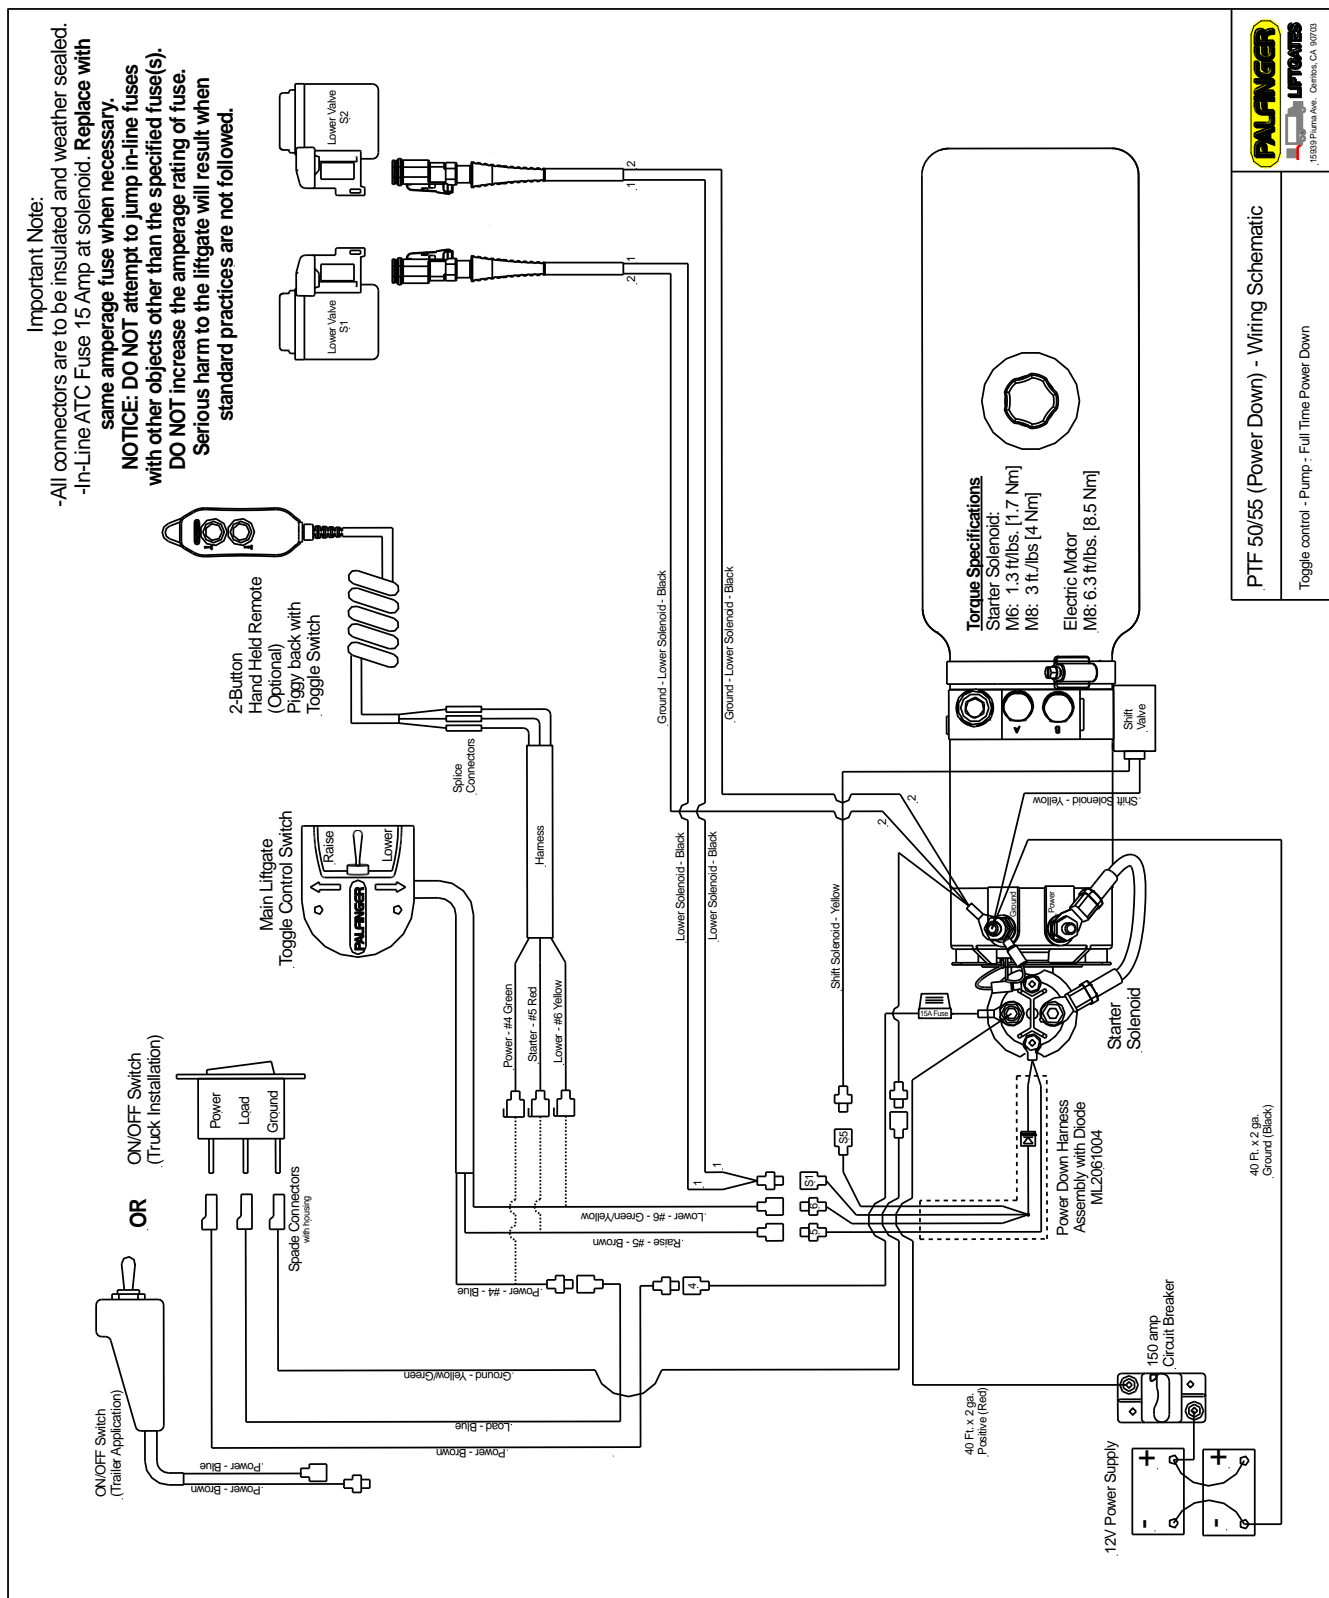 Important Note:
-All connectors are to be insulated and weather sealed.
-In-Line ATC Fuse 15 Amp at solenoid. Replace with
same amperage fuse when necessary.
NOTICE: DO NOT attempt to jump in-line fuses
with other objects other than the specified fuse(s).
DO NOT increase the amperage rating of fuse.
Serious harm to the liftgate will result when
standard practices are not followed.
Lower Valve
S2
Lower Valve
S1
2
1
1
2
2-Button
Hand Held Remote
(Optional)
Piggy back with
Toggle Switch
Splice
Connectors
Harness
Main Liftgate
Toggle Control Switch
Raise
Lower
PALFINGER
Power - #4 Green
Starter - #5 Red
Lower - #6 Yellow
ON/OFF Switch
(Truck Installation)
Power
Load
Ground
OR
Spade Connectors
with housing
ON/OFF Switch
(Trailer Application)
Power - Blue
Power - Brown
Power - Brown
Load - Blue
Ground - Yellow/Green
Power - #4 - Blue
Raise - #5 - Brown
Lower - #6 - Green/Yellow
Ground - Lower Solenoid - Black
Ground - Lower Solenoid - Black
Lower Solenoid - Black
Lower Solenoid - Black
Shift Solenoid - Yellow
Shift Solenoid - Yellow
1
1
2
2
S5
S1
6
5
4
15A Fuse
Ground
Power
A
B
Shift
Valve
Starter
Solenoid
Power Down Harness
Assembly with Diode
ML2061004
Torque Specifications
Starter Solenoid:
M6: 1.3 ft/lbs. [1.7 Nm]
M8: 3 ft./lbs [4 Nm]
Electric Motor
M8: 6.3 ft/lbs. [8.5 Nm]
40 Ft. x 2 ga.
Positive (Red)
40 Ft. x 2 ga.
Ground (Black)
150 amp
Circuit Breaker
12V Power Supply
+
-
+
-
PTF 50/55 (Power Down) - Wiring Schematic
Toggle control - Pump - Full Time Power Down
PALFINGER
LIFTGATES
15939 Piuma Ave. Cerritos, CA 90703